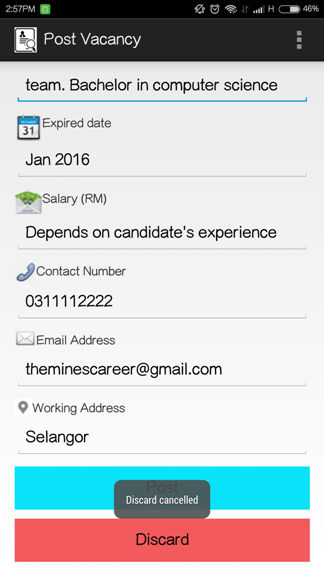 2:57PM H 46%
Post Vacancy
team. Bachelor in computer science
31
Expired date
Jan 2016
Salary (RM)
Depends on candidate's experience
Contact Number
0311112222
Email Address
theminescareer@gmail.com
Working Address
Selangor
Post
Discard cancelled
Discard